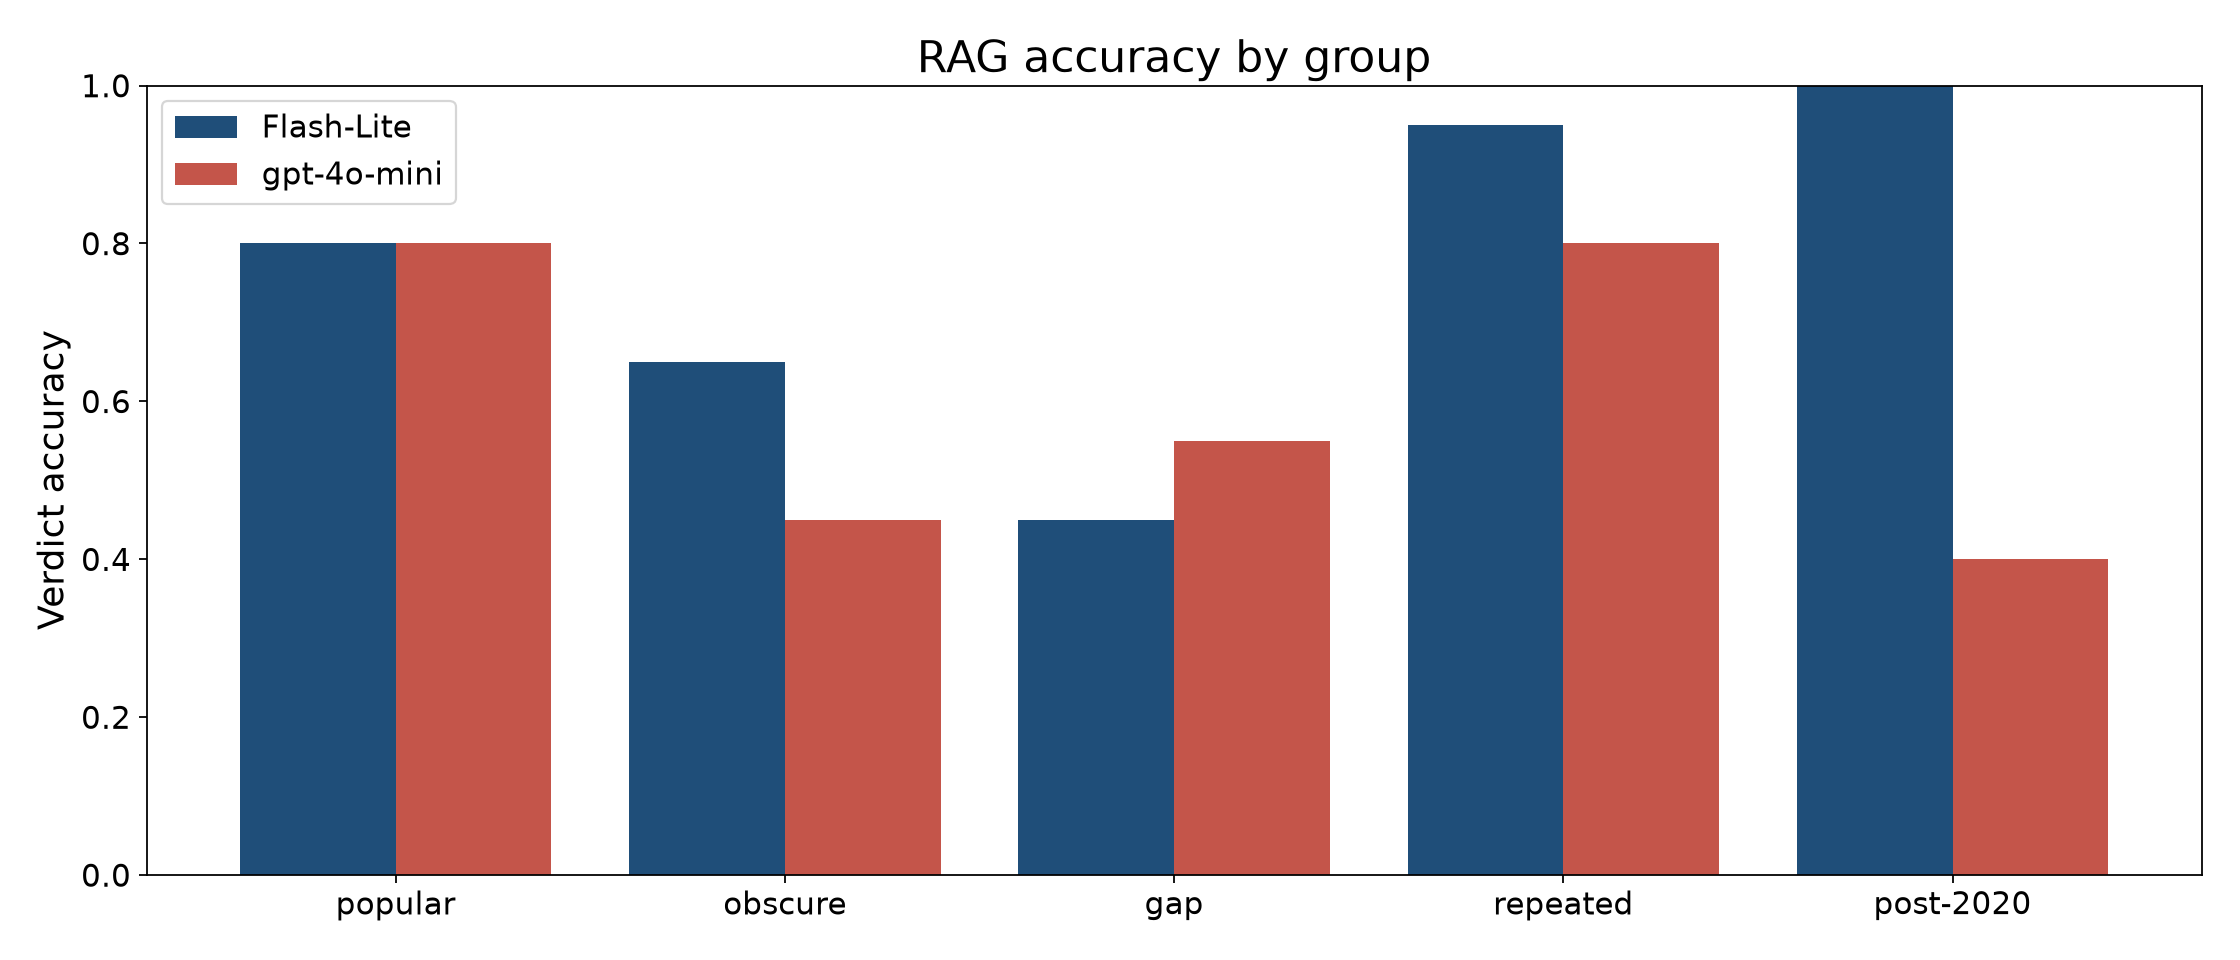 RAG accuracy by group
Flash-Lite
gpt-4o-mini
Verdict accuracy
1.0
0.8
0.6
0.4
0.2
0.0
popular obscure gap repeated post-2020